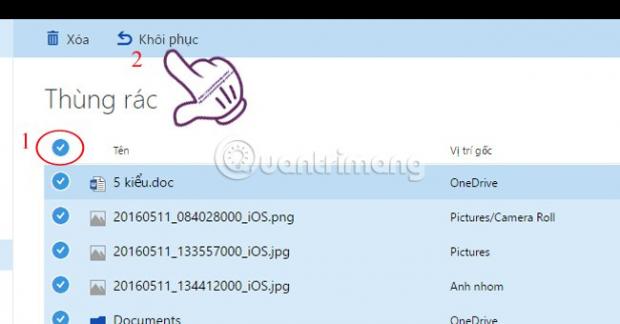 Xóa Khôi phục
2
Thùng rác
1
Tên Vị trí gốc
Quantrimang
5 kiểu.doc OneDrive
20160511_084028000_iOS.png Pictures/Camera Roll
20160511_133557000_iOS.jpg Pictures
20160511_134412000_iOS.jpg Anh nhom
Documents OneDrive